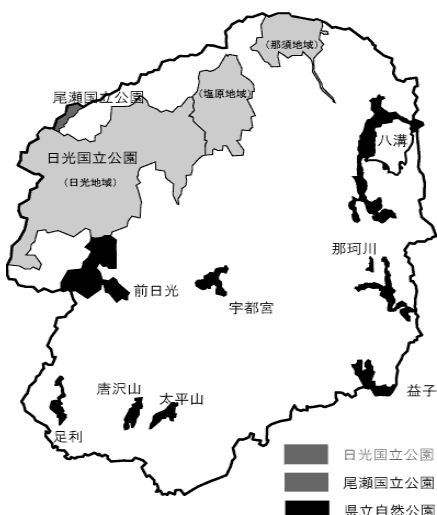 (那須地域)
(塩原地域)
尾瀬国立公園
日光国立公園
(日光地域)
八溝
那珂川
前日光
宇都宮
益子
唐沢山
太平山
足利
日光国立公園
尾瀬国立公園
県立自然公園